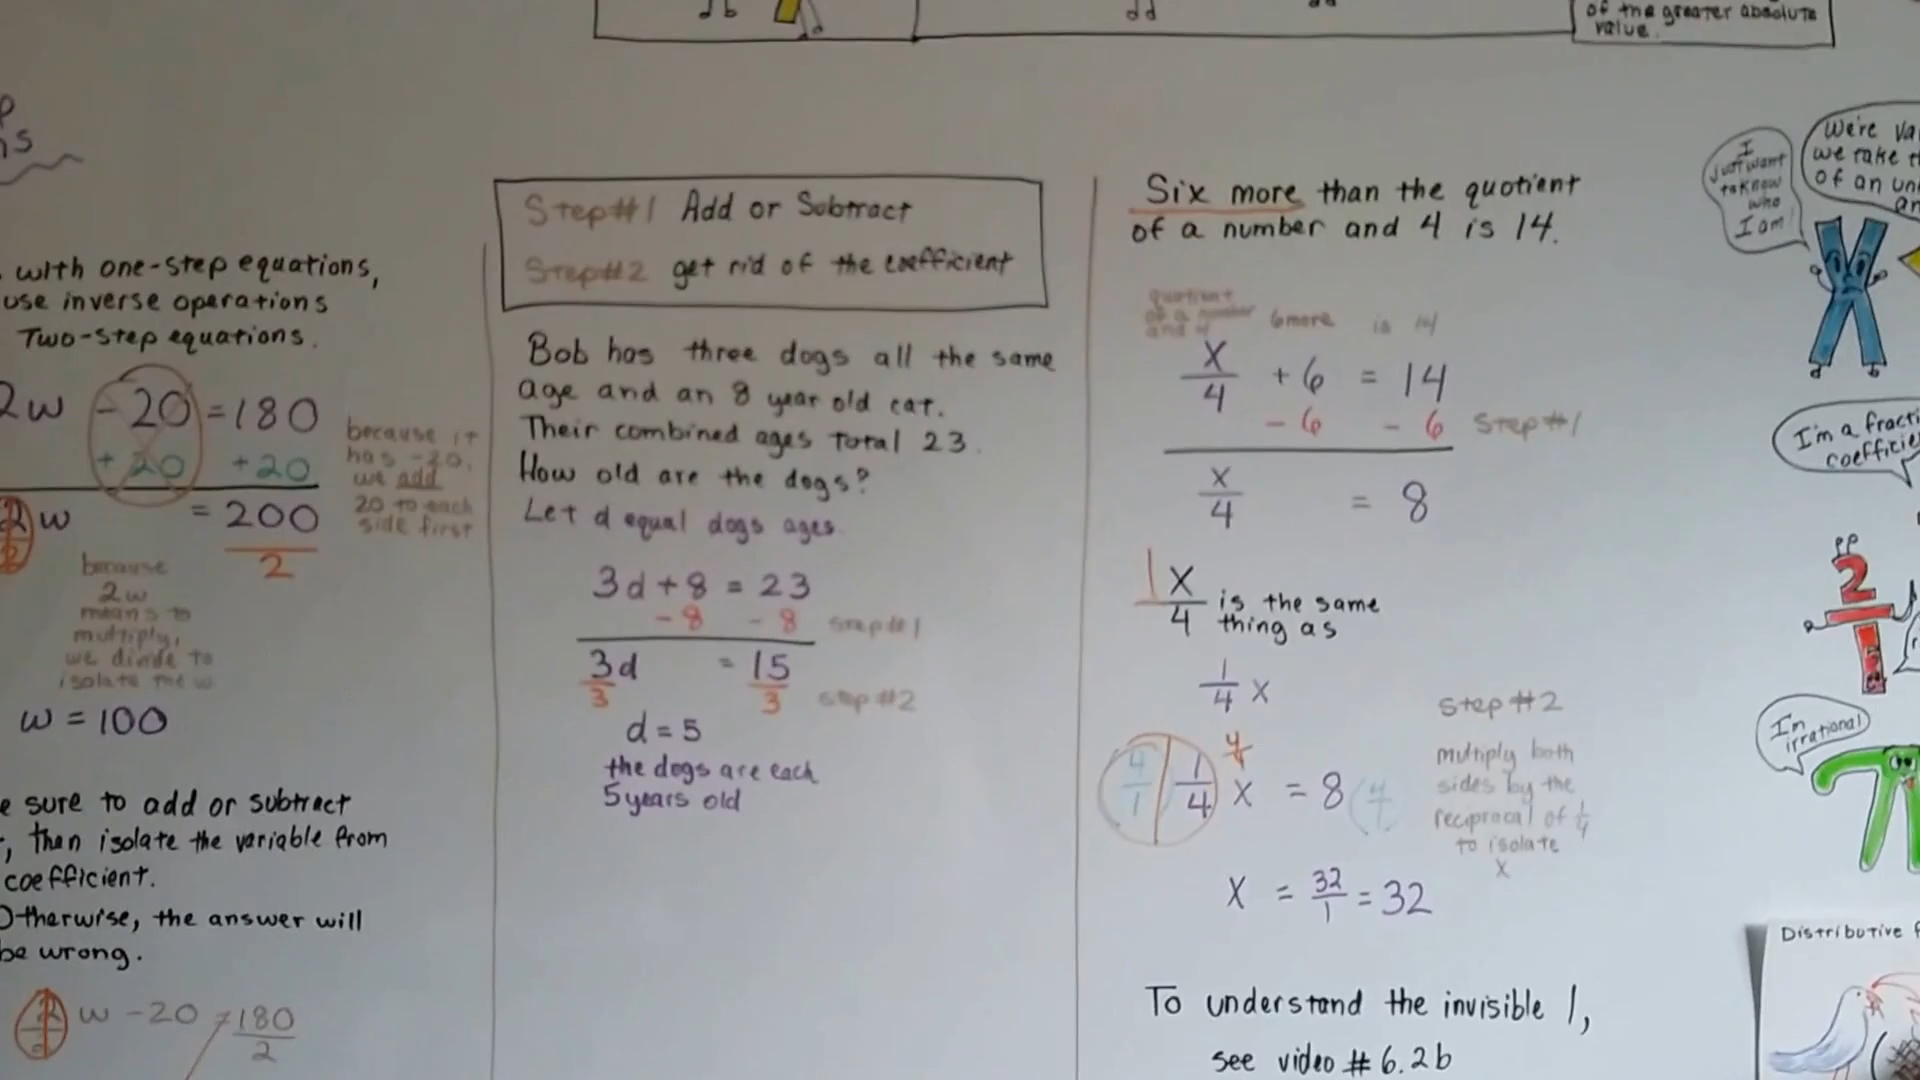 of the greater absolute
value.
with one-step equations,
use inverse operations
Two-step equations.
2w - 20 = 180
+ 20 +20
2w = 200
2
because it
has -20,
we add
20 to each
side first
because
2w
means to
multiply,
we divide to
isolate the w
w = 100
sure to add or subtract
, then isolate the variable from
coefficient.
Otherwise, the answer will
be wrong.
w - 20 ≠ 180
2
Step #1 Add or Subtract
Step #2 get rid of the coefficient
Bob has three dogs all the same
age and an 8 year old cat.
Their combined ages total 23.
How old are the dogs?
Let d equal dogs ages.
3d + 8 = 23
- 8 - 8 Step #1
3d = 15
3 3 Step #2
d = 5
the dogs are each
5 years old
Six more than the quotient
of a number and 4 is 14.
quotient
of a number
and 4 6 more is 14
x/4 + 6 = 14
- 6 - 6 Step #1
x/4 = 8
1x/4 is the same
thing as
1/4 x
4/1 1/4 x = 8 (4
x = 32/1 = 32
Step #2
multiply both
sides by the
reciprocal of 1/4
to isolate
x
To understand the invisible 1,
see video # 6.2b
I
just want
to know
who
I am!
We're
we take
of an
I'm a
I'm
irrational
2
Distributive